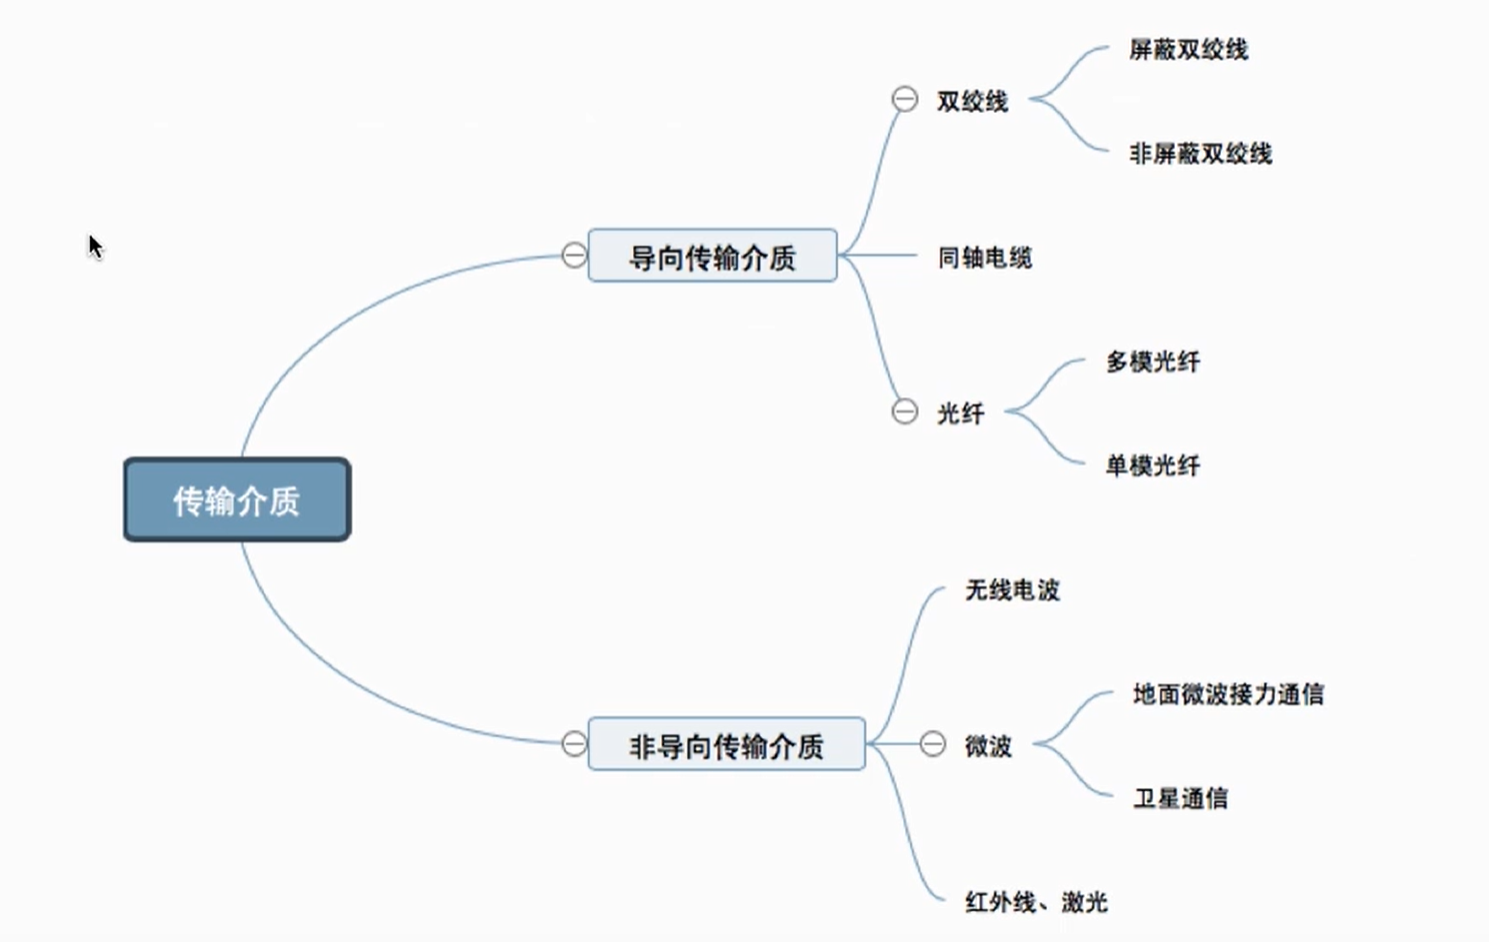 传输介质
导向传输介质
双绞线
屏蔽双绞线
非屏蔽双绞线
同轴电缆
光纤
多模光纤
单模光纤
非导向传输介质
无线电波
微波
地面微波接力通信
卫星通信
红外线、激光